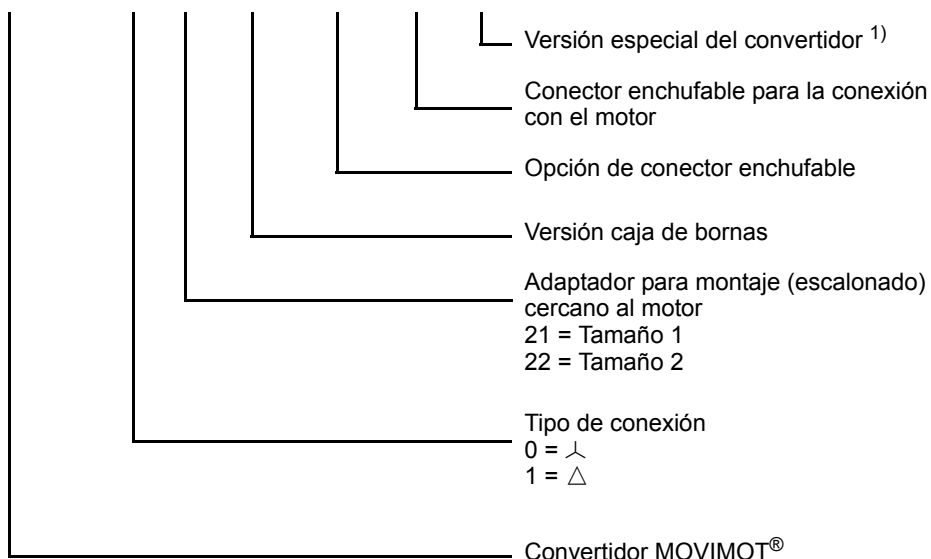 Versión especial del convertidor 1)
Conector enchufable para la conexión
con el motor
Opción de conector enchufable
Versión caja de bornas
Adaptador para montaje (escalonado)
cercano al motor
21 = Tamaño 1
22 = Tamaño 2
Tipo de conexión
0 = ⅄
1 = △
Convertidor MOVIMOT®